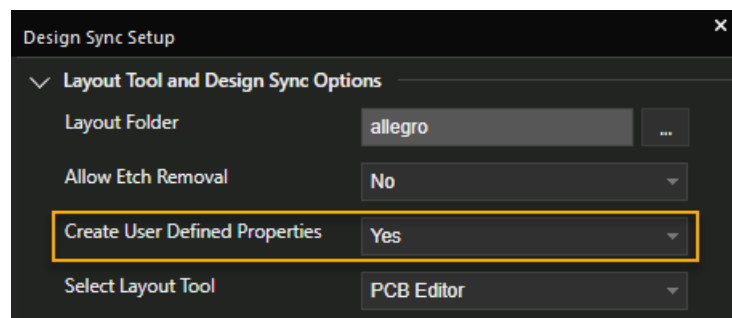 Design Sync Setup
Layout Tool and Design Sync Options
Layout Folder allegro ...
Allow Etch Removal No
Create User Defined Properties Yes
Select Layout Tool PCB Editor